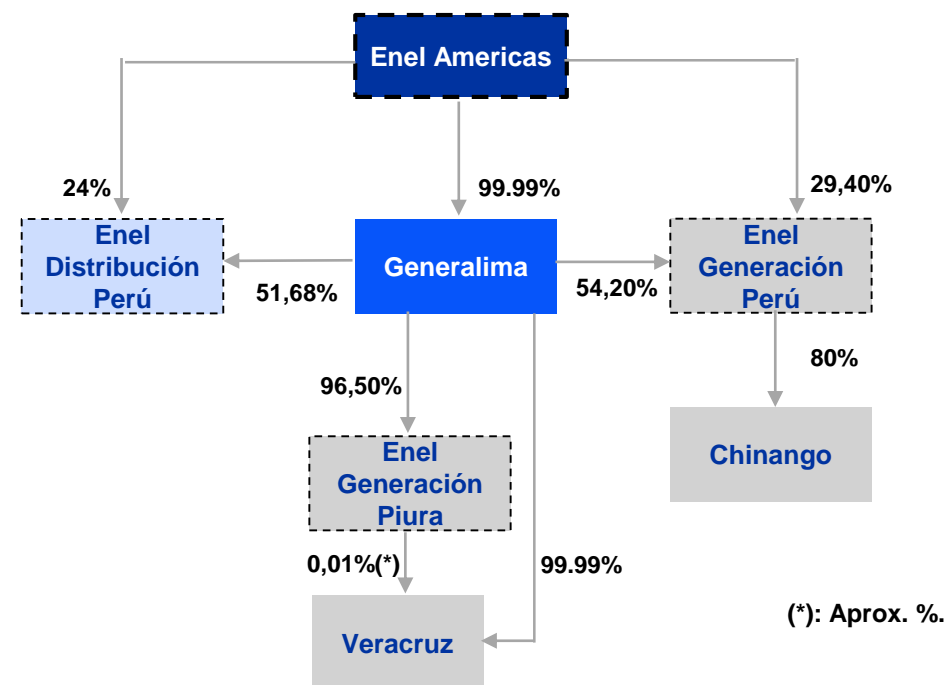 Enel Americas
24%
99.99%
29,40%
Enel
Distribución
Perú
Generalima
Enel
Generación
Perú
51,68%
54,20%
96,50%
80%
Enel
Generación
Piura
Chinango
0,01%(*)
99.99%
Veracruz
(*): Aprox. %.